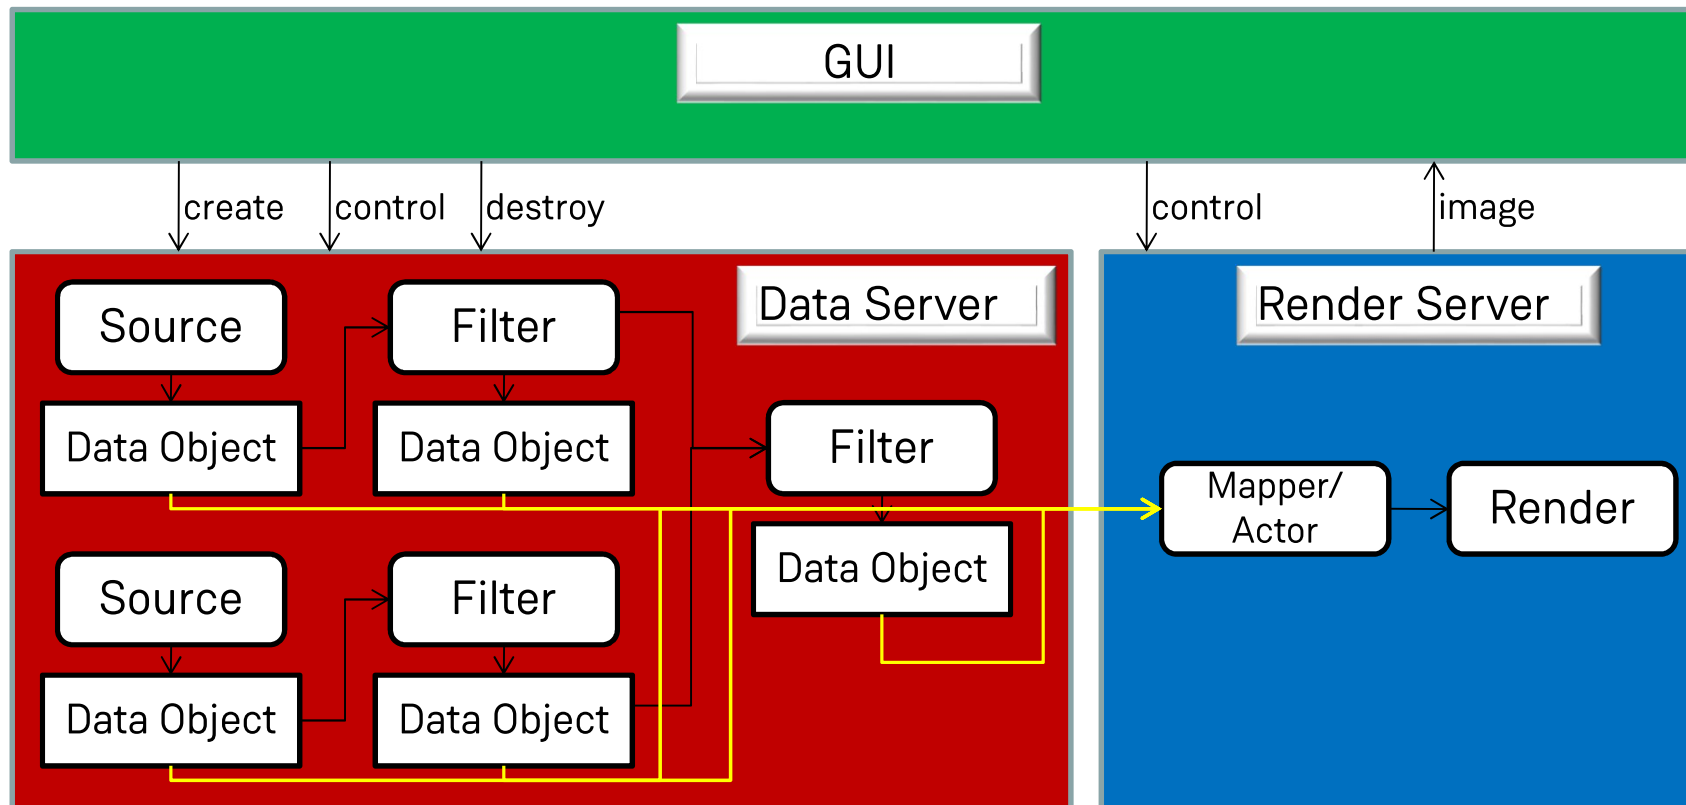 GUI
create
control
destroy
control
image
Data Server
Render Server
Source
Filter
Data Object
Data Object
Filter
Mapper/
Actor
Render
Source
Filter
Data Object
Data Object
Data Object